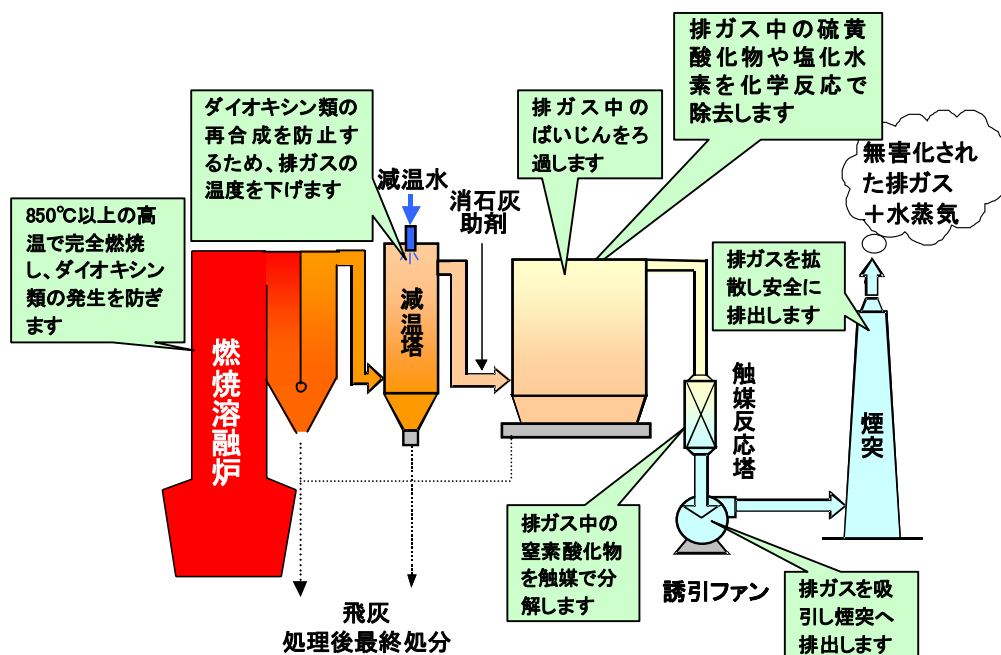 排ガス中の硫黄
酸化物や塩化水
素を化学反応で
除去します
ダイオキシン類の
再合成を防止す
るため、排ガスの
温度を下げます
排ガス中の
ばいじんをろ
過します
無害化され
た排ガス
＋水蒸気
減温水
消石灰
助剤
850℃以上の高
温で完全燃焼
し、ダイオキシン
類の発生を防ぎ
ます
排ガスを拡
散し安全に
排出します
減温塔
燃焼溶融炉
触媒反応塔
煙突
排ガス中の
窒素酸化物
を触媒で分
解します
誘引ファン
排ガスを吸
引し煙突へ
排出します
飛灰
処理後最終処分